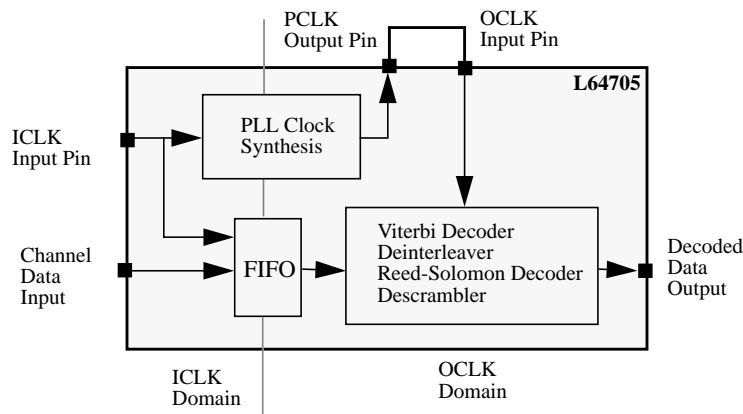 PCLK
Output Pin
OCLK
Input Pin
L64705
ICLK
Input Pin
PLL Clock
Synthesis
Channel
Data
Input
FIFO
Viterbi Decoder
Deinterleaver
Reed-Solomon Decoder
Descrambler
Decoded
Data
Output
ICLK
Domain
OCLK
Domain